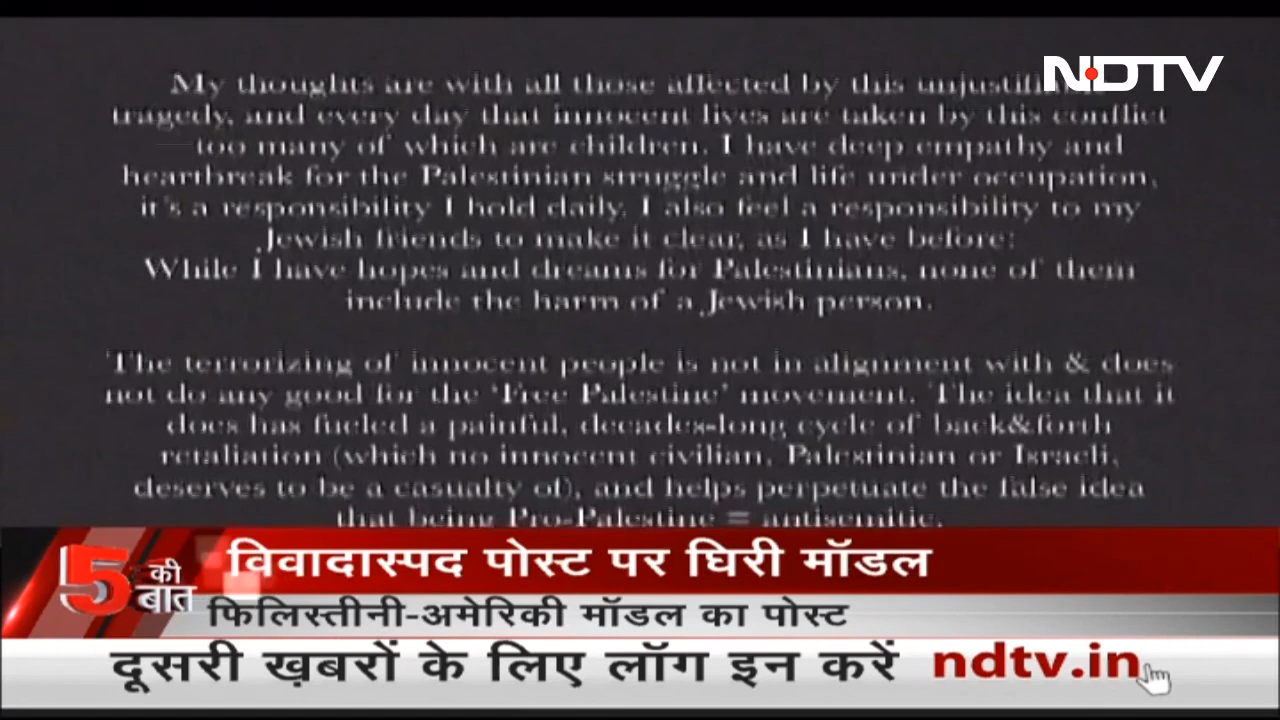 NDTV
My thoughts are with all those affected by this
tragedy, and every day that innocent lives are taken by this conflict
—too many of which are children. I have deep empathy and
heartbreak for the Palestinian struggle and life under occupation,
it's a responsibility I hold daily. I also feel a responsibility to my
Jewish friends to make it clear, as I have before:
While I have hopes and dreams for Palestinians, none of them
include the harm of a Jewish person.
The terrorizing of innocent people is not in alignment with & does
not do any good for the 'Free Palestine' movement. The idea that it
does has fueled a painful, decades-long cycle of back&forth
retaliation (which no innocent civilian, Palestinian or Israeli,
deserves to be a casualty of), and helps perpetuate the false idea
that being Pro-Palestine = antisemitic.
5 की बात
विवादास्पद पोस्ट पर घिरी मॉडल
फिलिस्तीनी-अमेरिकी मॉडल का पोस्ट
दूसरी ख़बरों के लिए लॉग इन करें ndtv.in